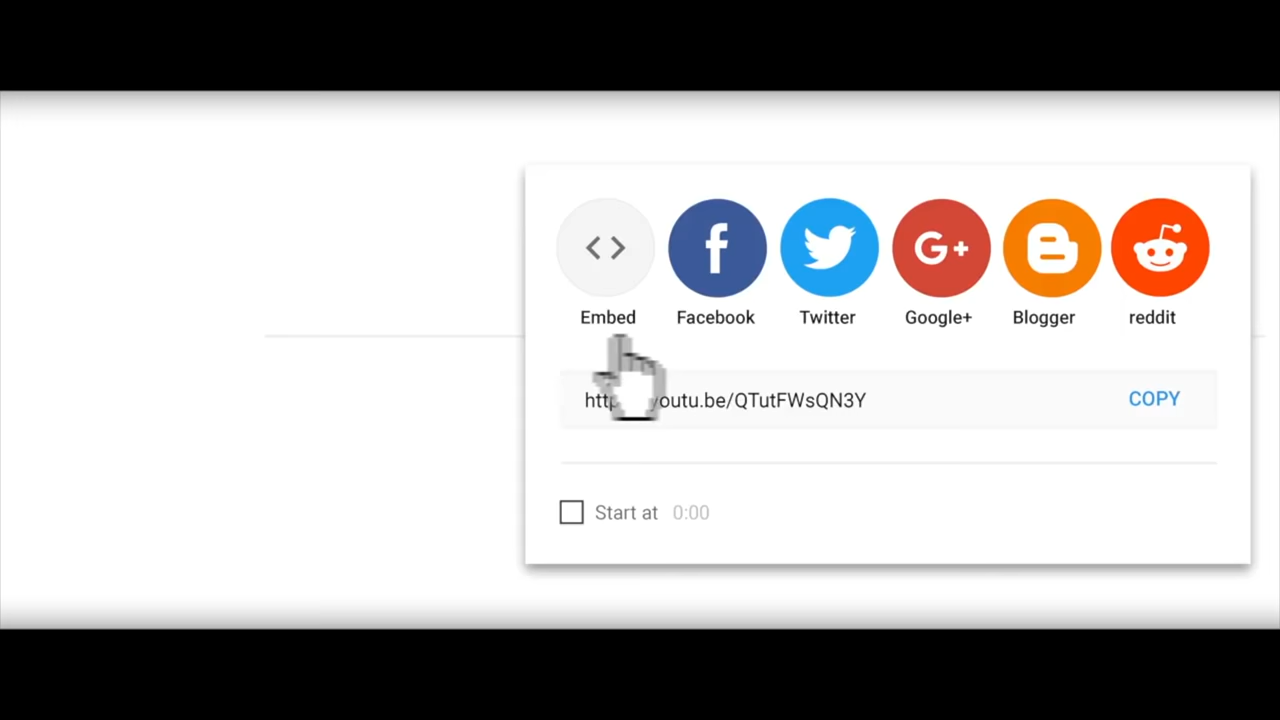 Embed Facebook Twitter Google+ Blogger reddit
youtu.be/QTutFWsQN3Y COPY
Start at 0:00